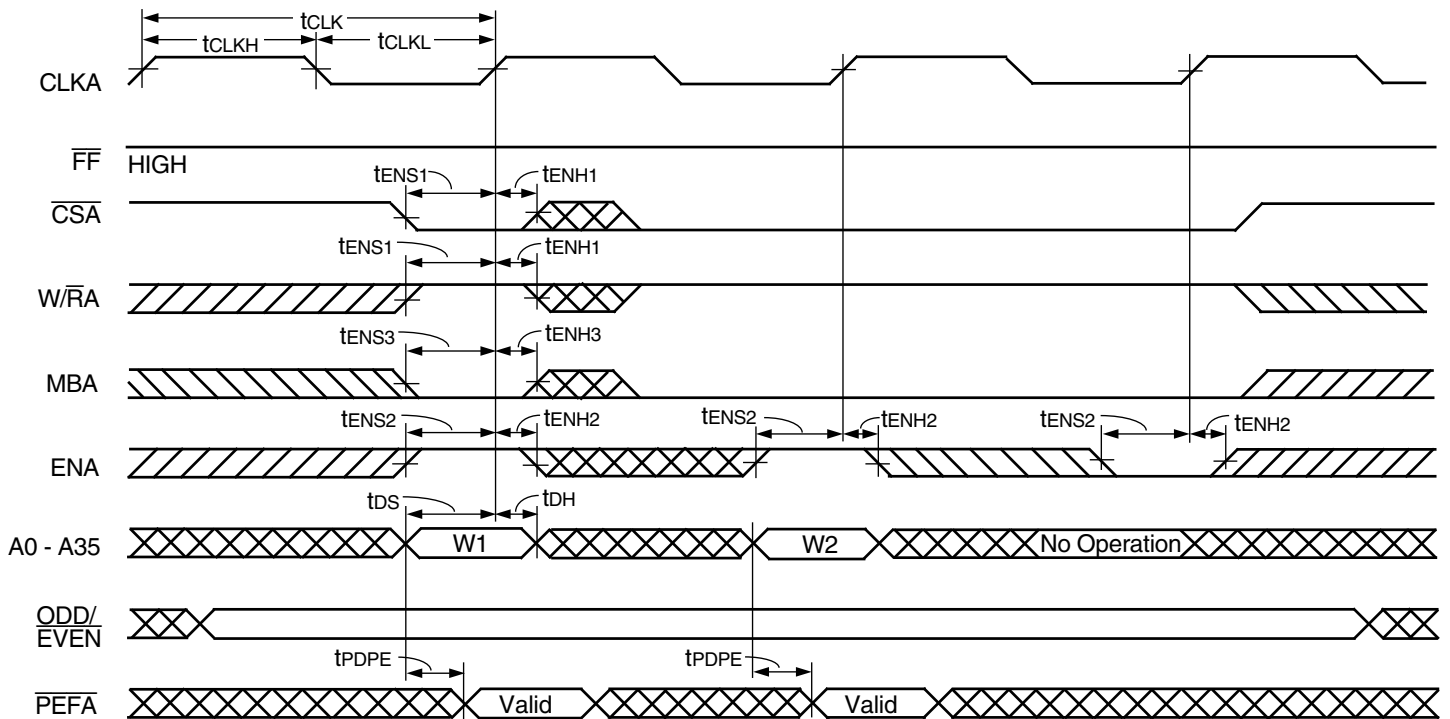 tCLK
tCLKH
tCLKL
CLKA
FF
HIGH
tENS1
tENH1
CSA
tENS1
tENH1
W/RA
tENS3
tENH3
MBA
tENS2
tENH2
tENS2
tENH2
tENS2
tENH2
ENA
tDS
tDH
A0 - A35
W1
W2
No Operation
ODD/
EVEN
tPDPE
tPDPE
PEFA
Valid
Valid